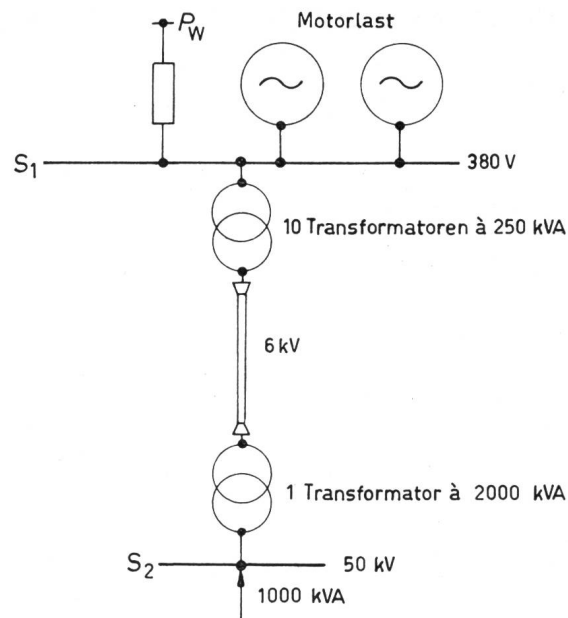 P_W
Motorlast
S₁
380 V
10 Transformatoren à 250 kVA
6 kV
1 Transformator à 2000 kVA
S₂
50 kV
1000 kVA